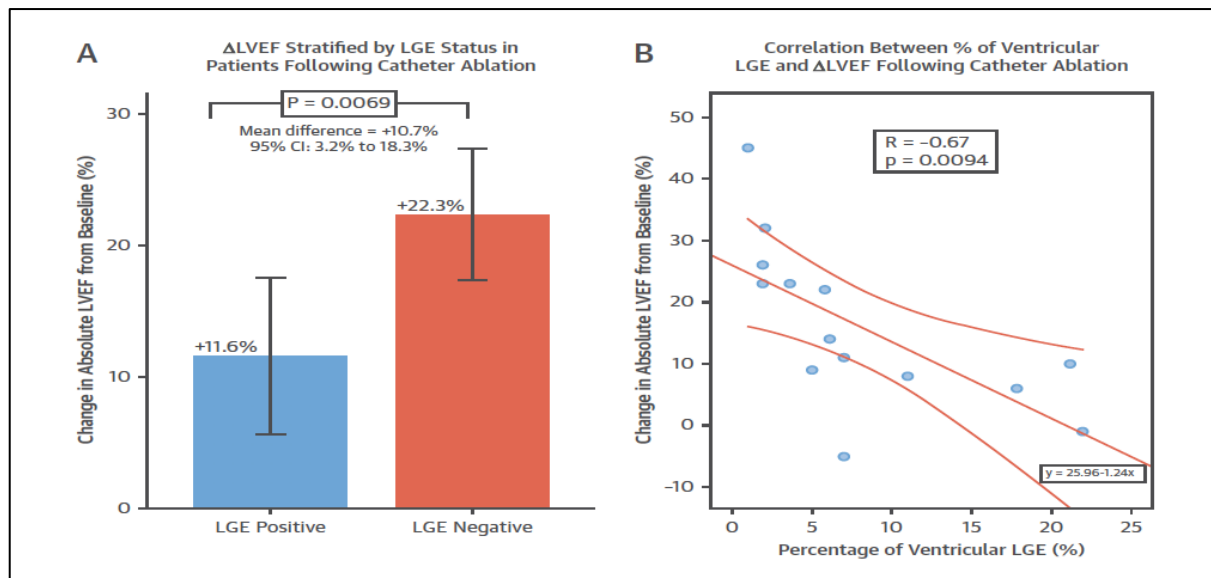 A
ΔLVEF Stratified by LGE Status in
Patients Following Catheter Ablation
Change in Absolute LVEF from Baseline (%)
30
20
10
0
P = 0.0069
Mean difference = +10.7%
95% CI: 3.2% to 18.3%
+11.6%
+22.3%
LGE Positive
LGE Negative
B
Correlation Between % of Ventricular
LGE and ΔLVEF Following Catheter Ablation
Change in Absolute LVEF from Baseline (%)
50
40
30
20
10
0
–10
R = –0.67
p = 0.0094
y = 25.96-1.24x
0 5 10 15 20 25
Percentage of Ventricular LGE (%)